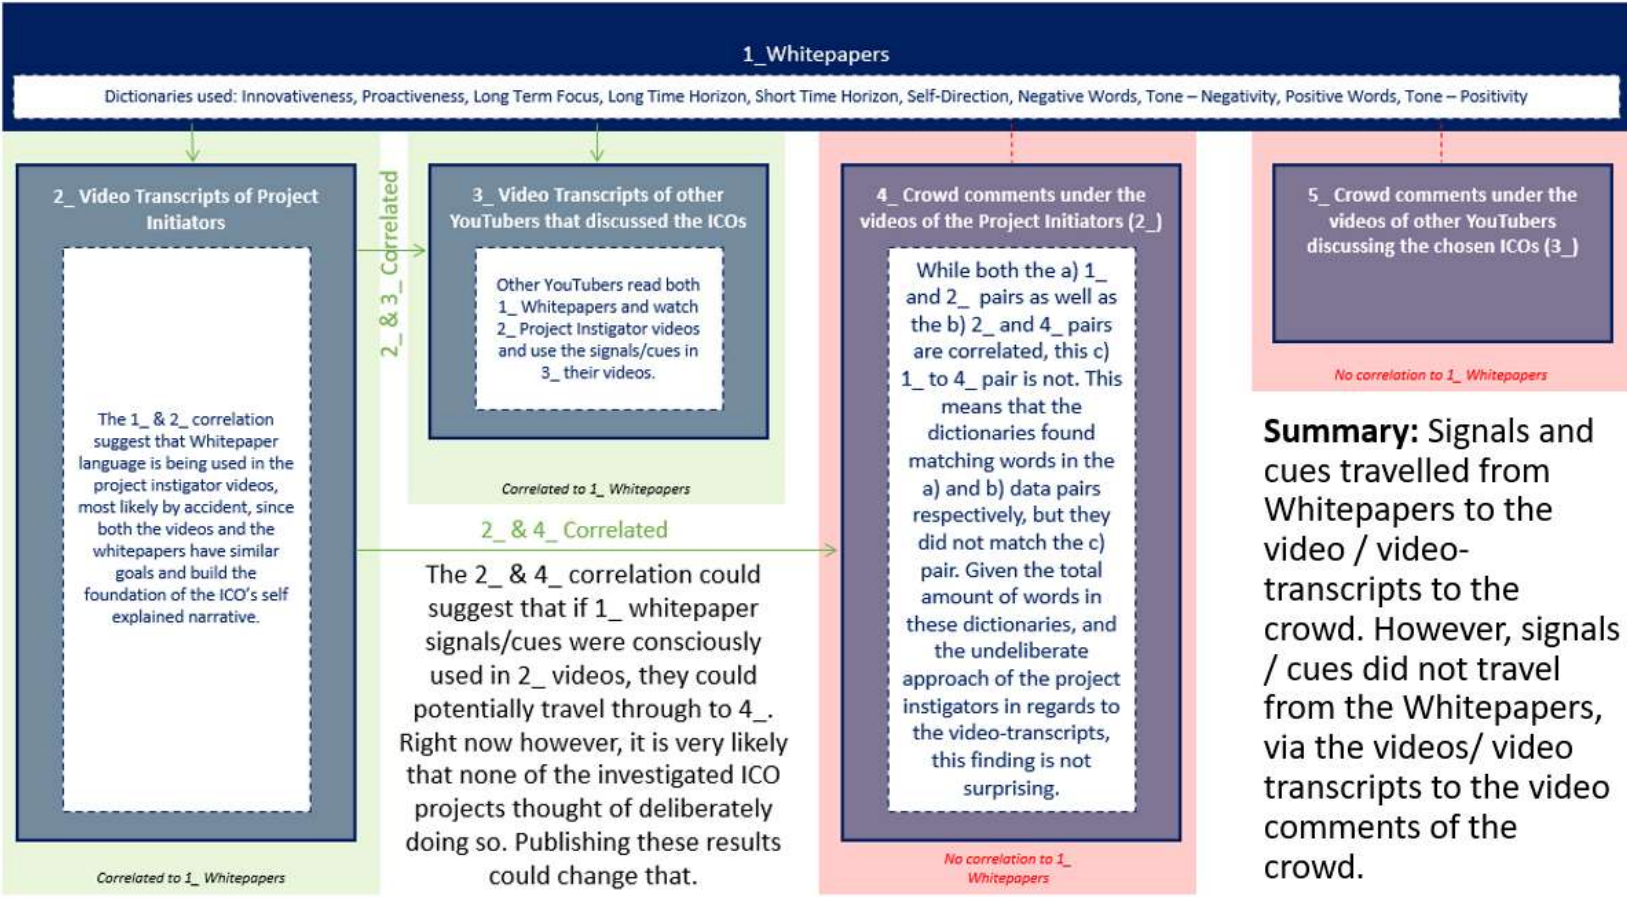 1_Whitepapers
Dictionaries used: Innovativeness, Proactiveness, Long Term Focus, Long Time Horizon, Short Time Horizon, Self-Direction, Negative Words, Tone – Negativity, Positive Words, Tone – Positivity
2_ Video Transcripts of Project
Initiators
The 1_ & 2_ correlation
suggest that Whitepaper
language is being used in the
project instigator videos,
most likely by accident, since
both the videos and the
whitepapers have similar
goals and build the
foundation of the ICO's self
explained narrative.
Correlated to 1_ Whitepapers
2_ & 3_ Correlated
3_ Video Transcripts of other
YouTubers that discussed the ICOs
Other YouTubers read both
1_ Whitepapers and watch
2_ Project Instigator videos
and use the signals/cues in
3_ their videos.
Correlated to 1_ Whitepapers
2_ & 4_ Correlated
The 2_ & 4_ correlation could
suggest that if 1_ whitepaper
signals/cues were consciously
used in 2_ videos, they could
potentially travel through to 4_.
Right now however, it is very likely
that none of the investigated ICO
projects thought of deliberately
doing so. Publishing these results
could change that.
4_ Crowd comments under the
videos of the Project Initiators (2_)
While both the a) 1_
and 2_ pairs as well as
the b) 2_ and 4_ pairs
are correlated, this c)
1_ to 4_ pair is not. This
means that the
dictionaries found
matching words in the
a) and b) data pairs
respectively, but they
did not match the c)
pair. Given the total
amount of words in
these dictionaries, and
the undeliberate
approach of the project
instigators in regards to
the video-transcripts,
this finding is not
surprising.
No correlation to 1_
Whitepapers
5_ Crowd comments under the
videos of other YouTubers
discussing the chosen ICOs (3_)
No correlation to 1_ Whitepapers
Summary: Signals and
cues travelled from
Whitepapers to the
video / video-
transcripts to the
crowd. However, signals
/ cues did not travel
from the Whitepapers,
via the videos/ video
transcripts to the video
comments of the
crowd.